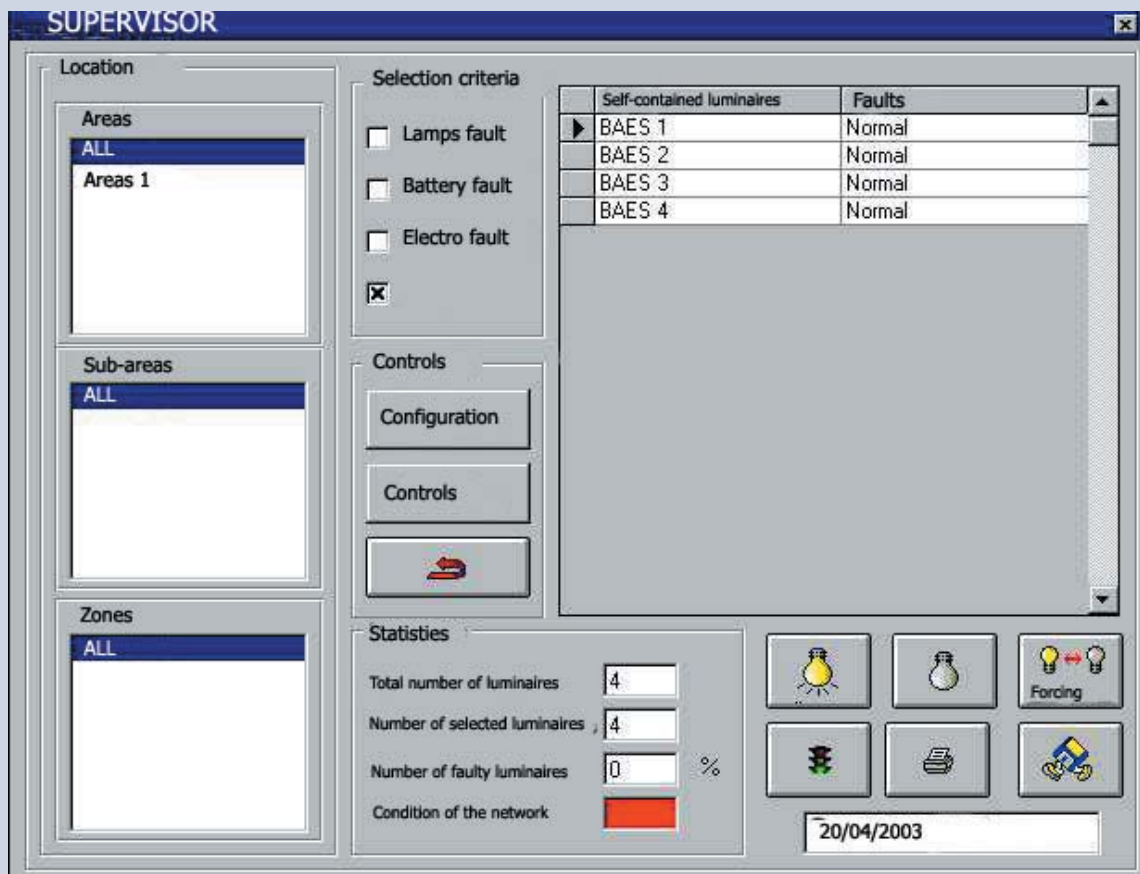 SUPERVISOR
Location
Areas
ALL
Areas 1
Sub-areas
ALL
Zones
ALL
Selection criteria
Lamps fault
Battery fault
Electro fault
Controls
Configuration
Controls
Self-contained luminaires Faults
BAES 1 Normal
BAES 2 Normal
BAES 3 Normal
BAES 4 Normal
Statisties
Total number of luminaires 4
Number of selected luminaires , 4
Number of faulty luminaires 0 %
Condition of the network
Forcing
20/04/2003